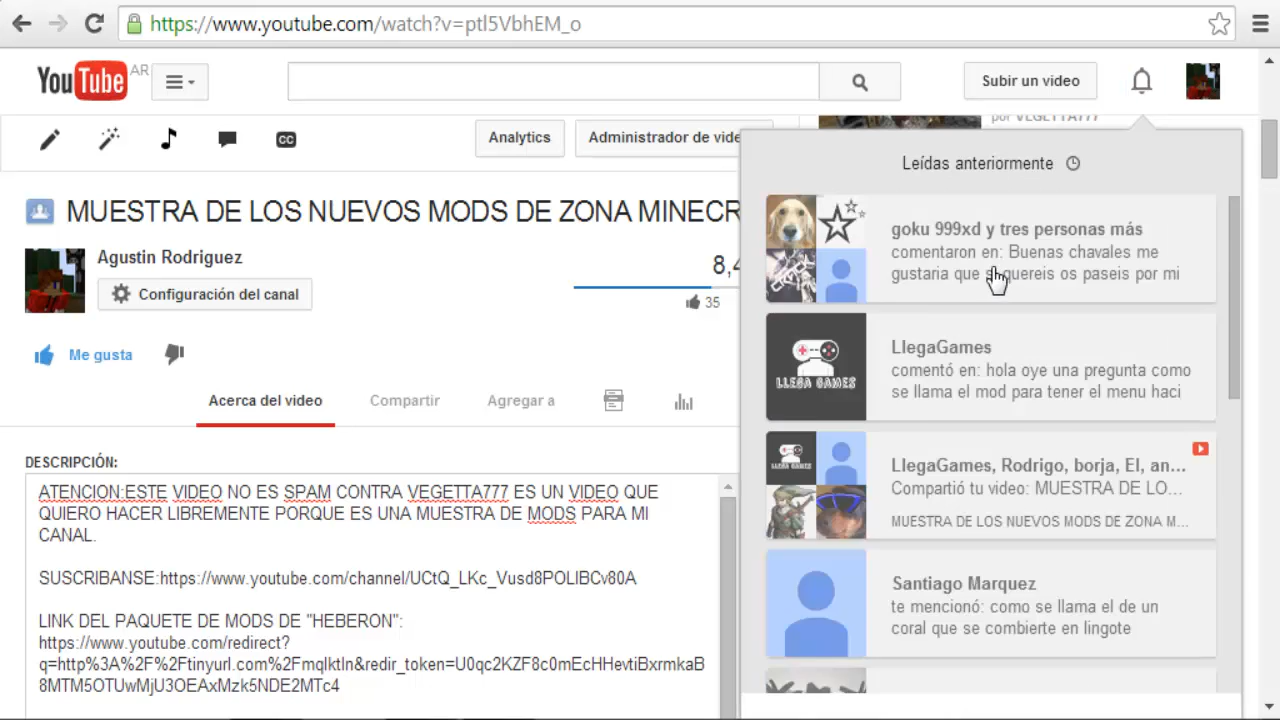 https://www.youtube.com/watch?v=ptl5VbhEM_o
YouTube AR
Subir un video
Analytics
Administrador de vide
por VEGETTA777
MUESTRA DE LOS NUEVOS MODS DE ZONA MINECR
Agustin Rodriguez
Configuración del canal
8,4
35
Me gusta
Acerca del video
Compartir
Agregar a
DESCRIPCIÓN:
ATENCION:ESTE VIDEO NO ES SPAM CONTRA VEGETTA777 ES UN VIDEO QUE
QUIERO HACER LIBREMENTE PORQUE ES UNA MUESTRA DE MODS PARA MI
CANAL.
SUSCRIBANSE:https://www.youtube.com/channel/UCtQ_LKc_Vusd8POLIBCv80A
LINK DEL PAQUETE DE MODS DE "HEBERON":
https://www.youtube.com/redirect?
q=http%3A%2F%2Ftinyurl.com%2Fmqlktln&redir_token=U0qc2KZF8c0mEcHHevtiBxrmkaB
8MTM5OTUwMjU3OEAxMzk5NDE2MTc4
Leídas anteriormente
goku 999xd y tres personas más
comentaron en: Buenas chavales me
gustaria que si quereis os paseis por mi
LlegaGames
comentó en: hola oye una pregunta como
se llama el mod para tener el menu haci
LLEGA GAMES
LlegaGames, Rodrigo, borja, El, an...
Compartió tu video: MUESTRA DE LO...
MUESTRA DE LOS NUEVOS MODS DE ZONA M...
Santiago Marquez
te mencionó: como se llama el de un
coral que se combierte en lingote